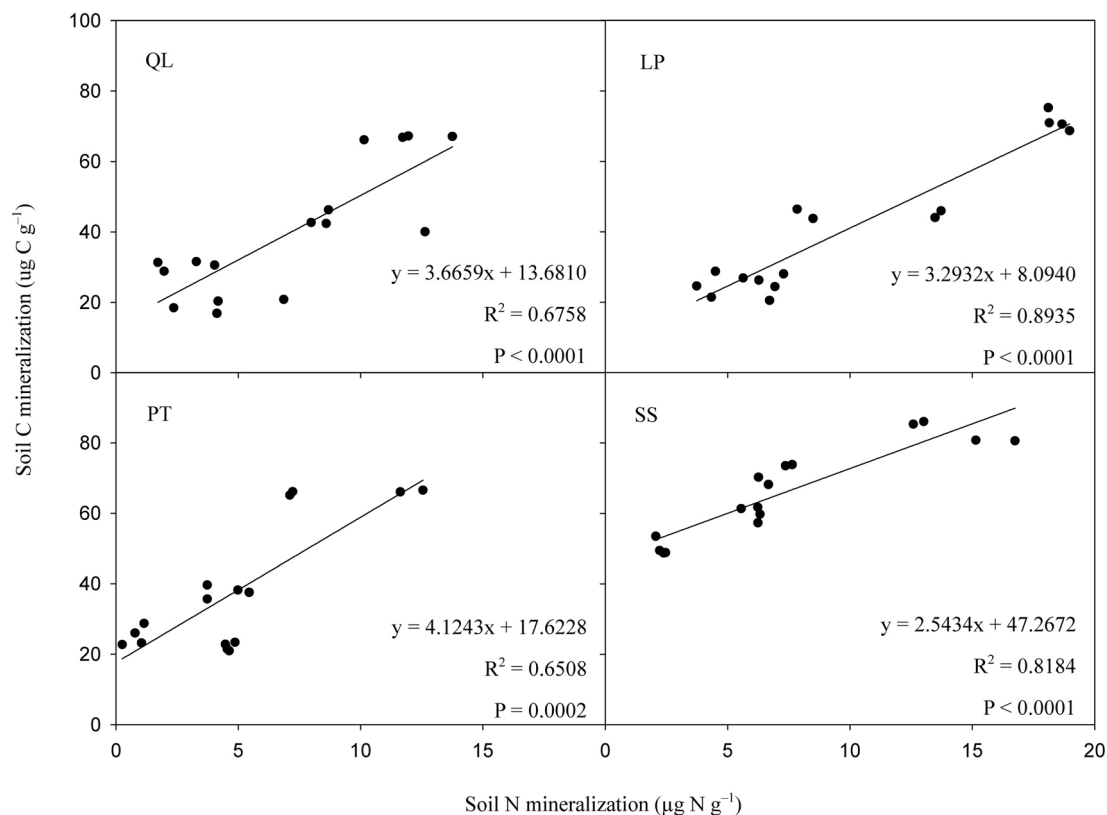 100
80
60
40
20
0
QL
y = 3.6659x + 13.6810
R² = 0.6758
P < 0.0001
LP
y = 3.2932x + 8.0940
R² = 0.8935
P < 0.0001
Soil C mineralization (ug C g⁻¹)
80
60
40
20
0
PT
y = 4.1243x + 17.6228
R² = 0.6508
P = 0.0002
SS
y = 2.5434x + 47.2672
R² = 0.8184
P < 0.0001
0 5 10 15 0 5 10 15 20
Soil N mineralization (µg N g⁻¹)